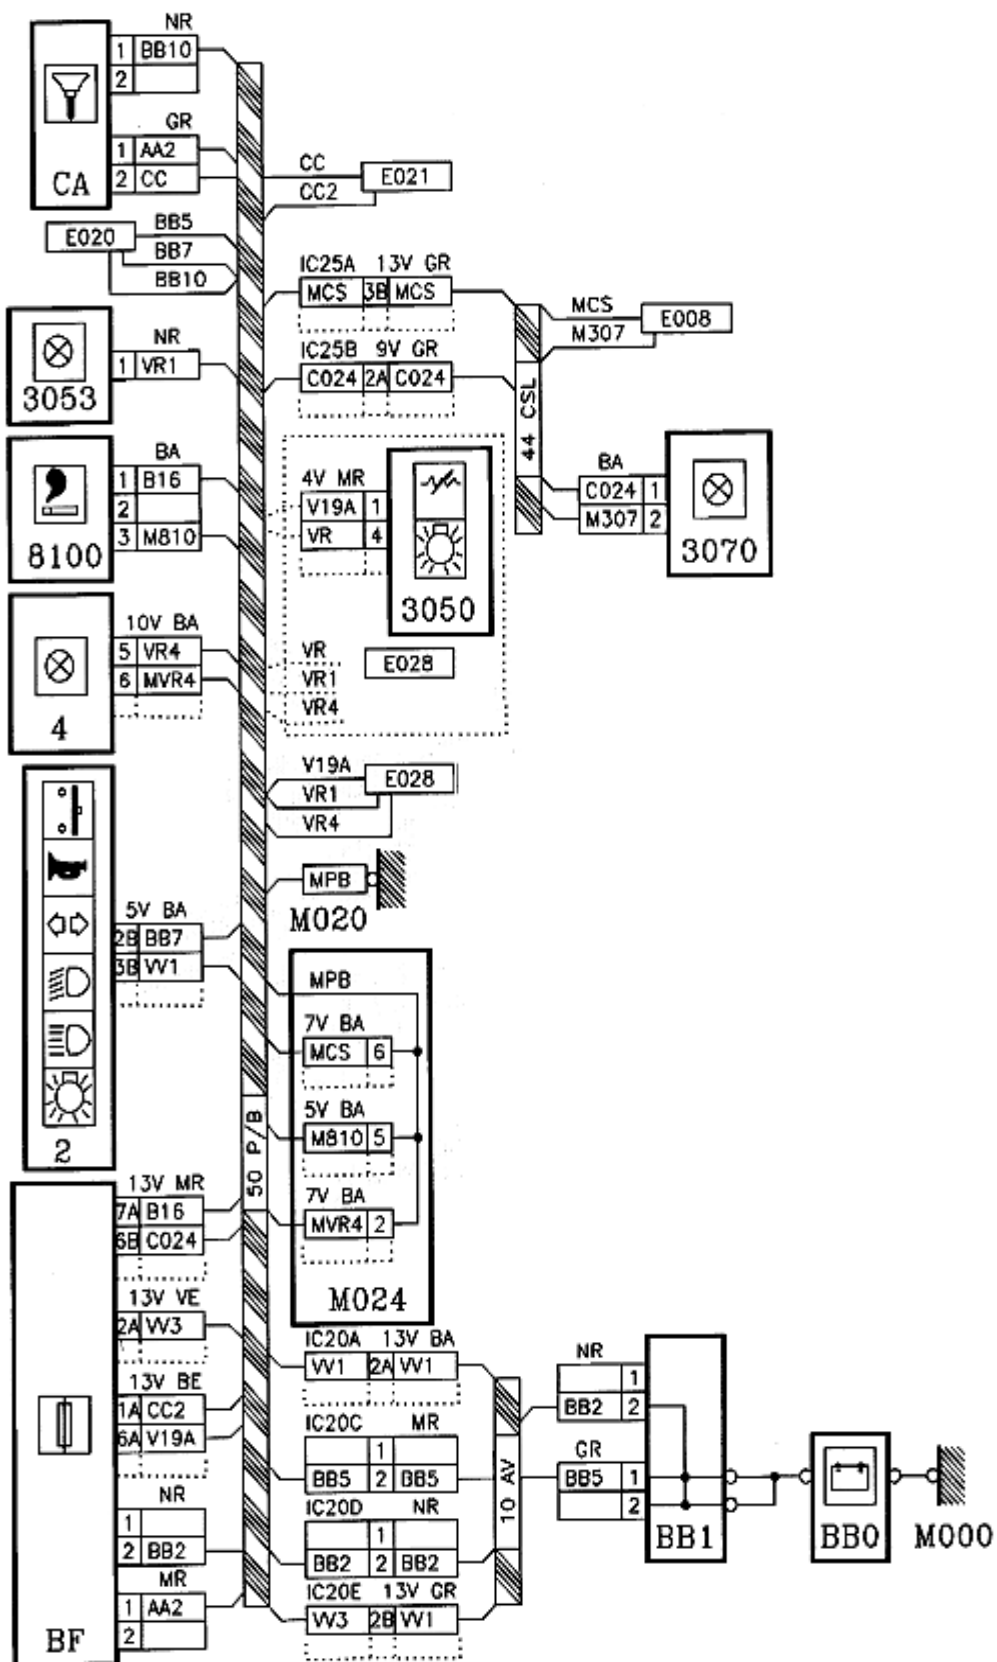 NR
1 BB10
2
GR
1 AA2
2 CC
CA
CC
CC2
E021
E020
BB5
BB7
BB10
IC25A 13V GR
MCS 3B MCS
MCS
M307
E008
NR
1 VR1
3053
IC25B 9V GR
C024 2A C024
44 CSL
BA
1 B16
2
3 M810
8100
4V MR
V19A 1
VR 4
3050
BA
C024 1
M307 2
3070
10V BA
5 VR4
6 MVR4
4
VR
VR1
VR4
E028
V19A
VR1
VR4
E028
MPB
M020
5V BA
2B BB7
3B VV1
2
MPB
7V BA
MCS 6
5V BA
M810 5
7V BA
MVR4 2
M024
50 P/B
13V MR
7A B16
6B C024
13V VE
2A VV3
13V BE
1A CC2
6A V19A
NR
1
2 BB2
MR
1 AA2
2
BF
IC20A 13V BA
VV1 2A VV1
IC20C MR
1
BB5 2 BB5
IC20D NR
1
BB2 2 BB2
IC20E 13V GR
VV3 2B VV1
10 AV
NR
1
BB2 2
GR
BB5 1
2
BB1
BB0
M000